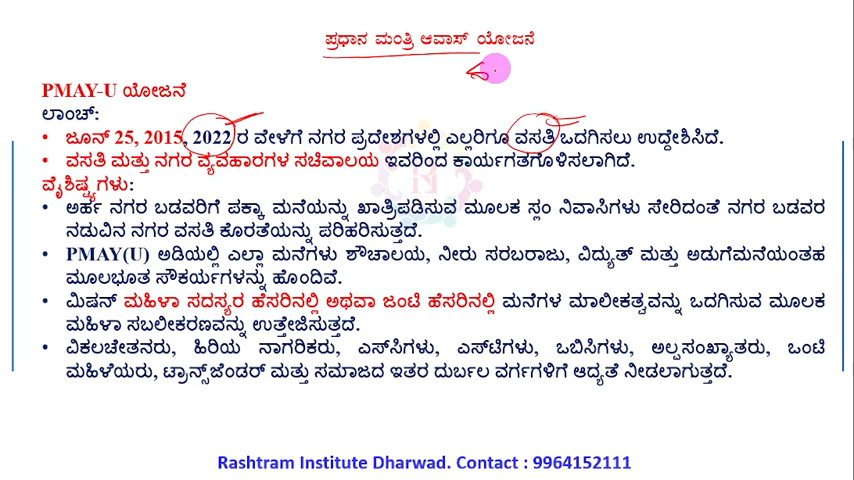 ಪ್ರಧಾನ ಮಂತ್ರಿ ಆವಾಸ್ ಯೋಜನೆ
PMAY-U ಯೋಜನೆ
ಲಾಂಚ್:
• ಜೂನ್ 25, 2015, 2022 ರ ವೇಳೆಗೆ ನಗರ ಪ್ರದೇಶಗಳಲ್ಲಿ ಎಲ್ಲರಿಗೂ ವಸತಿ ಒದಗಿಸಲು ಉದ್ದೇಶಿಸಿದೆ.
• ವಸತಿ ಮತ್ತು ನಗರ ವ್ಯವಹಾರಗಳ ಸಚಿವಾಲಯ ಇವರಿಂದ ಕಾರ್ಯಗತಗೊಳಿಸಲಾಗಿದೆ.
ವೈಶಿಷ್ಟ್ಯಗಳು:
• ಅರ್ಹ ನಗರ ಬಡವರಿಗೆ ಪಕ್ಕಾ ಮನೆಯನ್ನು ಖಾತ್ರಿಪಡಿಸುವ ಮೂಲಕ ಸ್ಲಂ ನಿವಾಸಿಗಳು ಸೇರಿದಂತೆ ನಗರ ಬಡವರ
ನಡುವಿನ ನಗರ ವಸತಿ ಕೊರತೆಯನ್ನು ಪರಿಹರಿಸುತ್ತದೆ.
• PMAY(U) ಅಡಿಯಲ್ಲಿ ಎಲ್ಲಾ ಮನೆಗಳು ಶೌಚಾಲಯ, ನೀರು ಸರಬರಾಜು, ವಿದ್ಯುತ್ ಮತ್ತು ಅಡುಗೆಮನೆಯಂತಹ
ಮೂಲಭೂತ ಸೌಕರ್ಯಗಳನ್ನು ಹೊಂದಿವೆ.
• ಮಿಷನ್ ಮಹಿಳಾ ಸದಸ್ಯರ ಹೆಸರಿನಲ್ಲಿ ಅಥವಾ ಜಂಟಿ ಹೆಸರಿನಲ್ಲಿ ಮನೆಗಳ ಮಾಲೀಕತ್ವವನ್ನು ಒದಗಿಸುವ ಮೂಲಕ
ಮಹಿಳಾ ಸಬಲೀಕರಣವನ್ನು ಉತ್ತೇಜಿಸುತ್ತದೆ.
• ವಿಕಲಚೇತನರು, ಹಿರಿಯ ನಾಗರಿಕರು, ಎಸ್‌ಸಿಗಳು, ಎಸ್‌ಟಿಗಳು, ಒಬಿಸಿಗಳು, ಅಲ್ಪಸಂಖ್ಯಾತರು, ಒಂಟಿ
ಮಹಿಳೆಯರು, ಟ್ರಾನ್ಸ್‌ಜೆಂಡರ್ ಮತ್ತು ಸಮಾಜದ ಇತರ ದುರ್ಬಲ ವರ್ಗಗಳಿಗೆ ಆದ್ಯತೆ ನೀಡಲಾಗುತ್ತದೆ.
Rashtram Institute Dharwad. Contact : 9964152111